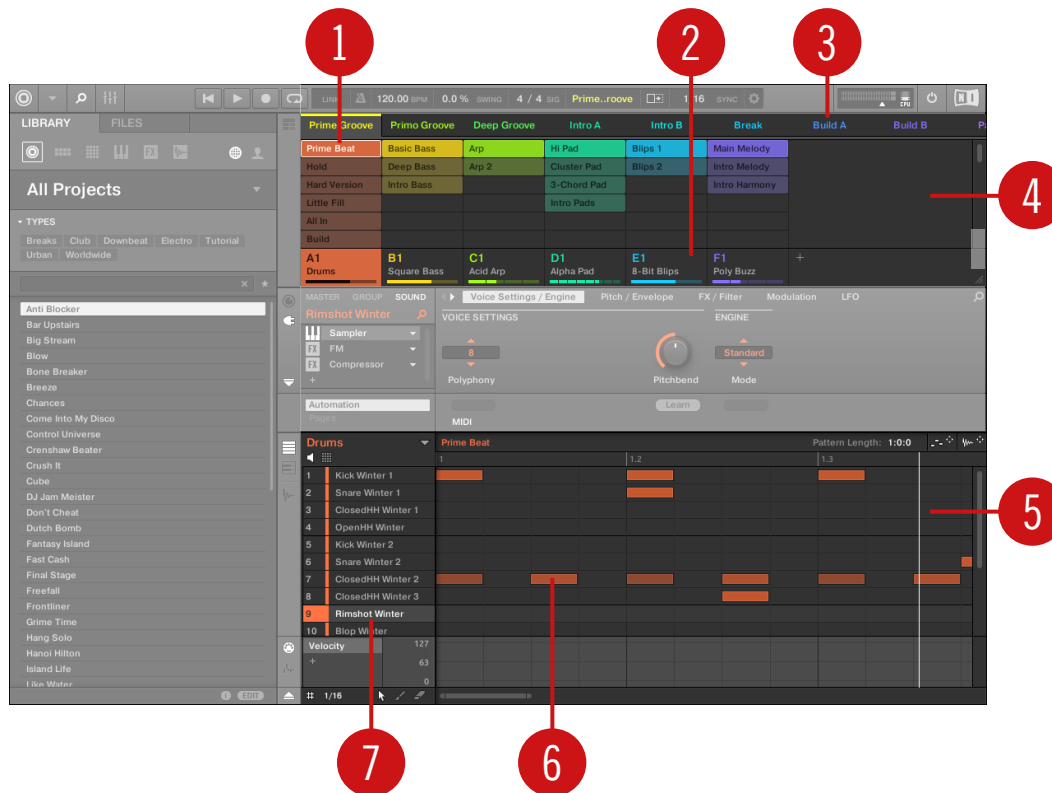 1
2
3
LINK 120.00 BPM 0.0 % SWING 4 / 4 SIG Prime..roove 1/16 SYNC CPU
LIBRARY FILES
Prime Groove Primo Groove Deep Groove Intro A Intro B Break Build A Build B
Prime Beat Basic Bass Arp Hi Pad Blips 1 Main Melody
Hold Deep Bass Arp 2 Cluster Pad Blips 2 Intro Melody
Hard Version Intro Bass 3-Chord Pad Intro Harmony
Little Fill Intro Pads
All In
Build
A1 B1 C1 D1 E1 F1 +
Drums Square Bass Acid Arp Alpha Pad 8-Bit Blips Poly Buzz
4
All Projects
TYPES
Breaks Club Downbeat Electro Tutorial
Urban Worldwide
Anti Blocker
Bar Upstairs
Big Stream
Blow
Bone Breaker
Breeze
Chances
Come Into My Disco
Control Universe
Crenshaw Beater
Crush It
Cube
DJ Jam Meister
Don't Cheat
Dutch Bomb
Fantasy Island
Fast Cash
Final Stage
Freefall
Frontliner
Grime Time
Hang Solo
Hanoi Hilton
Island Life
Like Water
EDIT
MASTER GROUP SOUND Voice Settings / Engine Pitch / Envelope FX / Filter Modulation LFO
Rimshot Winter VOICE SETTINGS ENGINE
Sampler
FX FM 8 Standard
FX Compressor
+ Polyphony Pitchbend Mode
Automation Learn
Pages MIDI
Drums Prime Beat Pattern Length: 1:0:0
1 1.2 1.3
1 Kick Winter 1
2 Snare Winter 1
3 ClosedHH Winter 1
4 OpenHH Winter
5 Kick Winter 2
6 Snare Winter 2
7 ClosedHH Winter 2
8 ClosedHH Winter 3
9 Rimshot Winter
10 Blop Winter
5
Velocity 127
+ 63
0
1/16
7
6